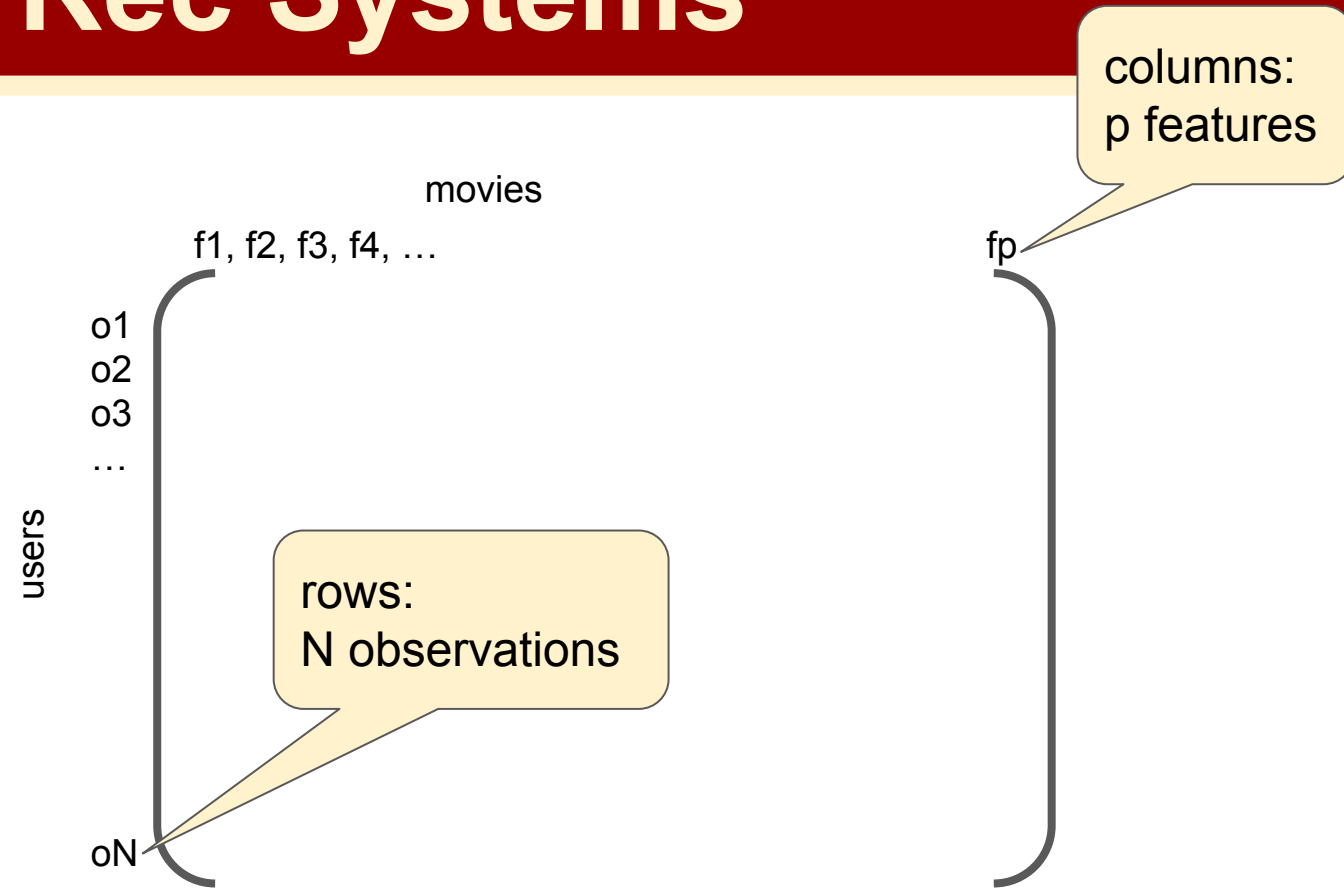 Rec Systems
columns:
p features
movies
f1, f2, f3, f4, …
fp
o1
o2
o3
…
users
rows:
N observations
oN